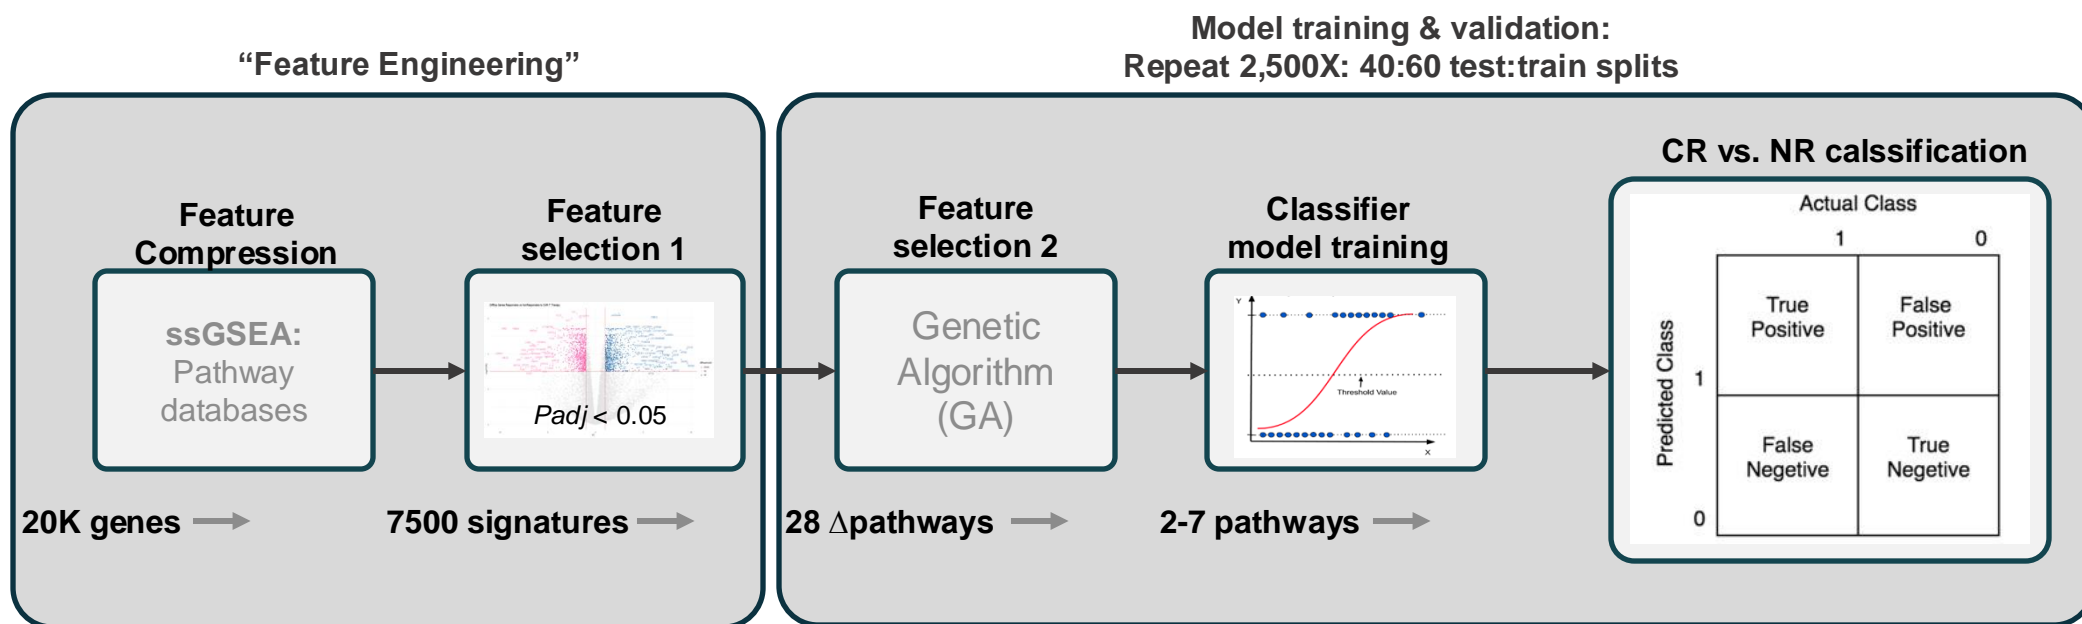 “Feature Engineering”
Model training & validation:
Repeat 2,500X: 40:60 test:train splits
Feature
Compression
ssGSEA:
Pathway
databases
Feature
selection 1
Padj < 0.05
Feature
selection 2
Genetic
Algorithm
(GA)
Classifier
model training
Y
Threshold Value
X
CR vs. NR calssification
Actual Class
1 0
Predicted Class
1
0
True
Positive
False
Positive
False
Negetive
True
Negetive
20K genes
7500 signatures
28 Δpathways
2-7 pathways